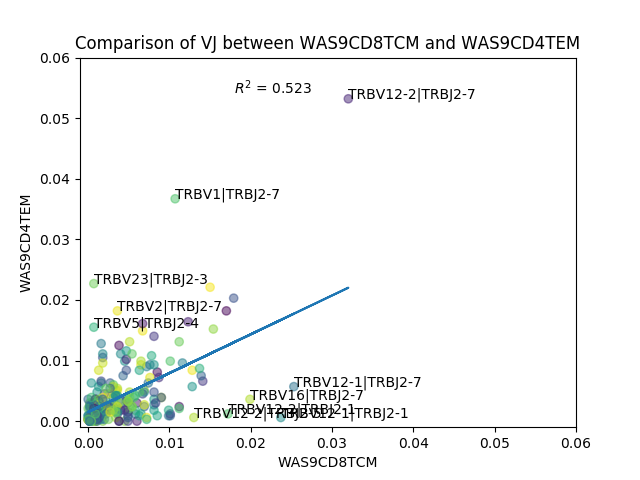 Comparison of VJ between WAS9CD8TCM and WAS9CD4TEM
R² = 0.523
TRBV12-2|TRBJ2-7
TRBV1|TRBJ2-7
TRBV23|TRBJ2-3
TRBV2|TRBJ2-7
TRBV5|TRBJ2-4
TRBV12-1|TRBJ2-7
TRBV16|TRBJ2-7
TRBV12-2|TRBJ2-1
0.06
0.05
0.04
0.03
0.02
0.01
0.00
WAS9CD4TEM
0.00 0.01 0.02 0.03 0.04 0.05 0.06
WAS9CD8TCM